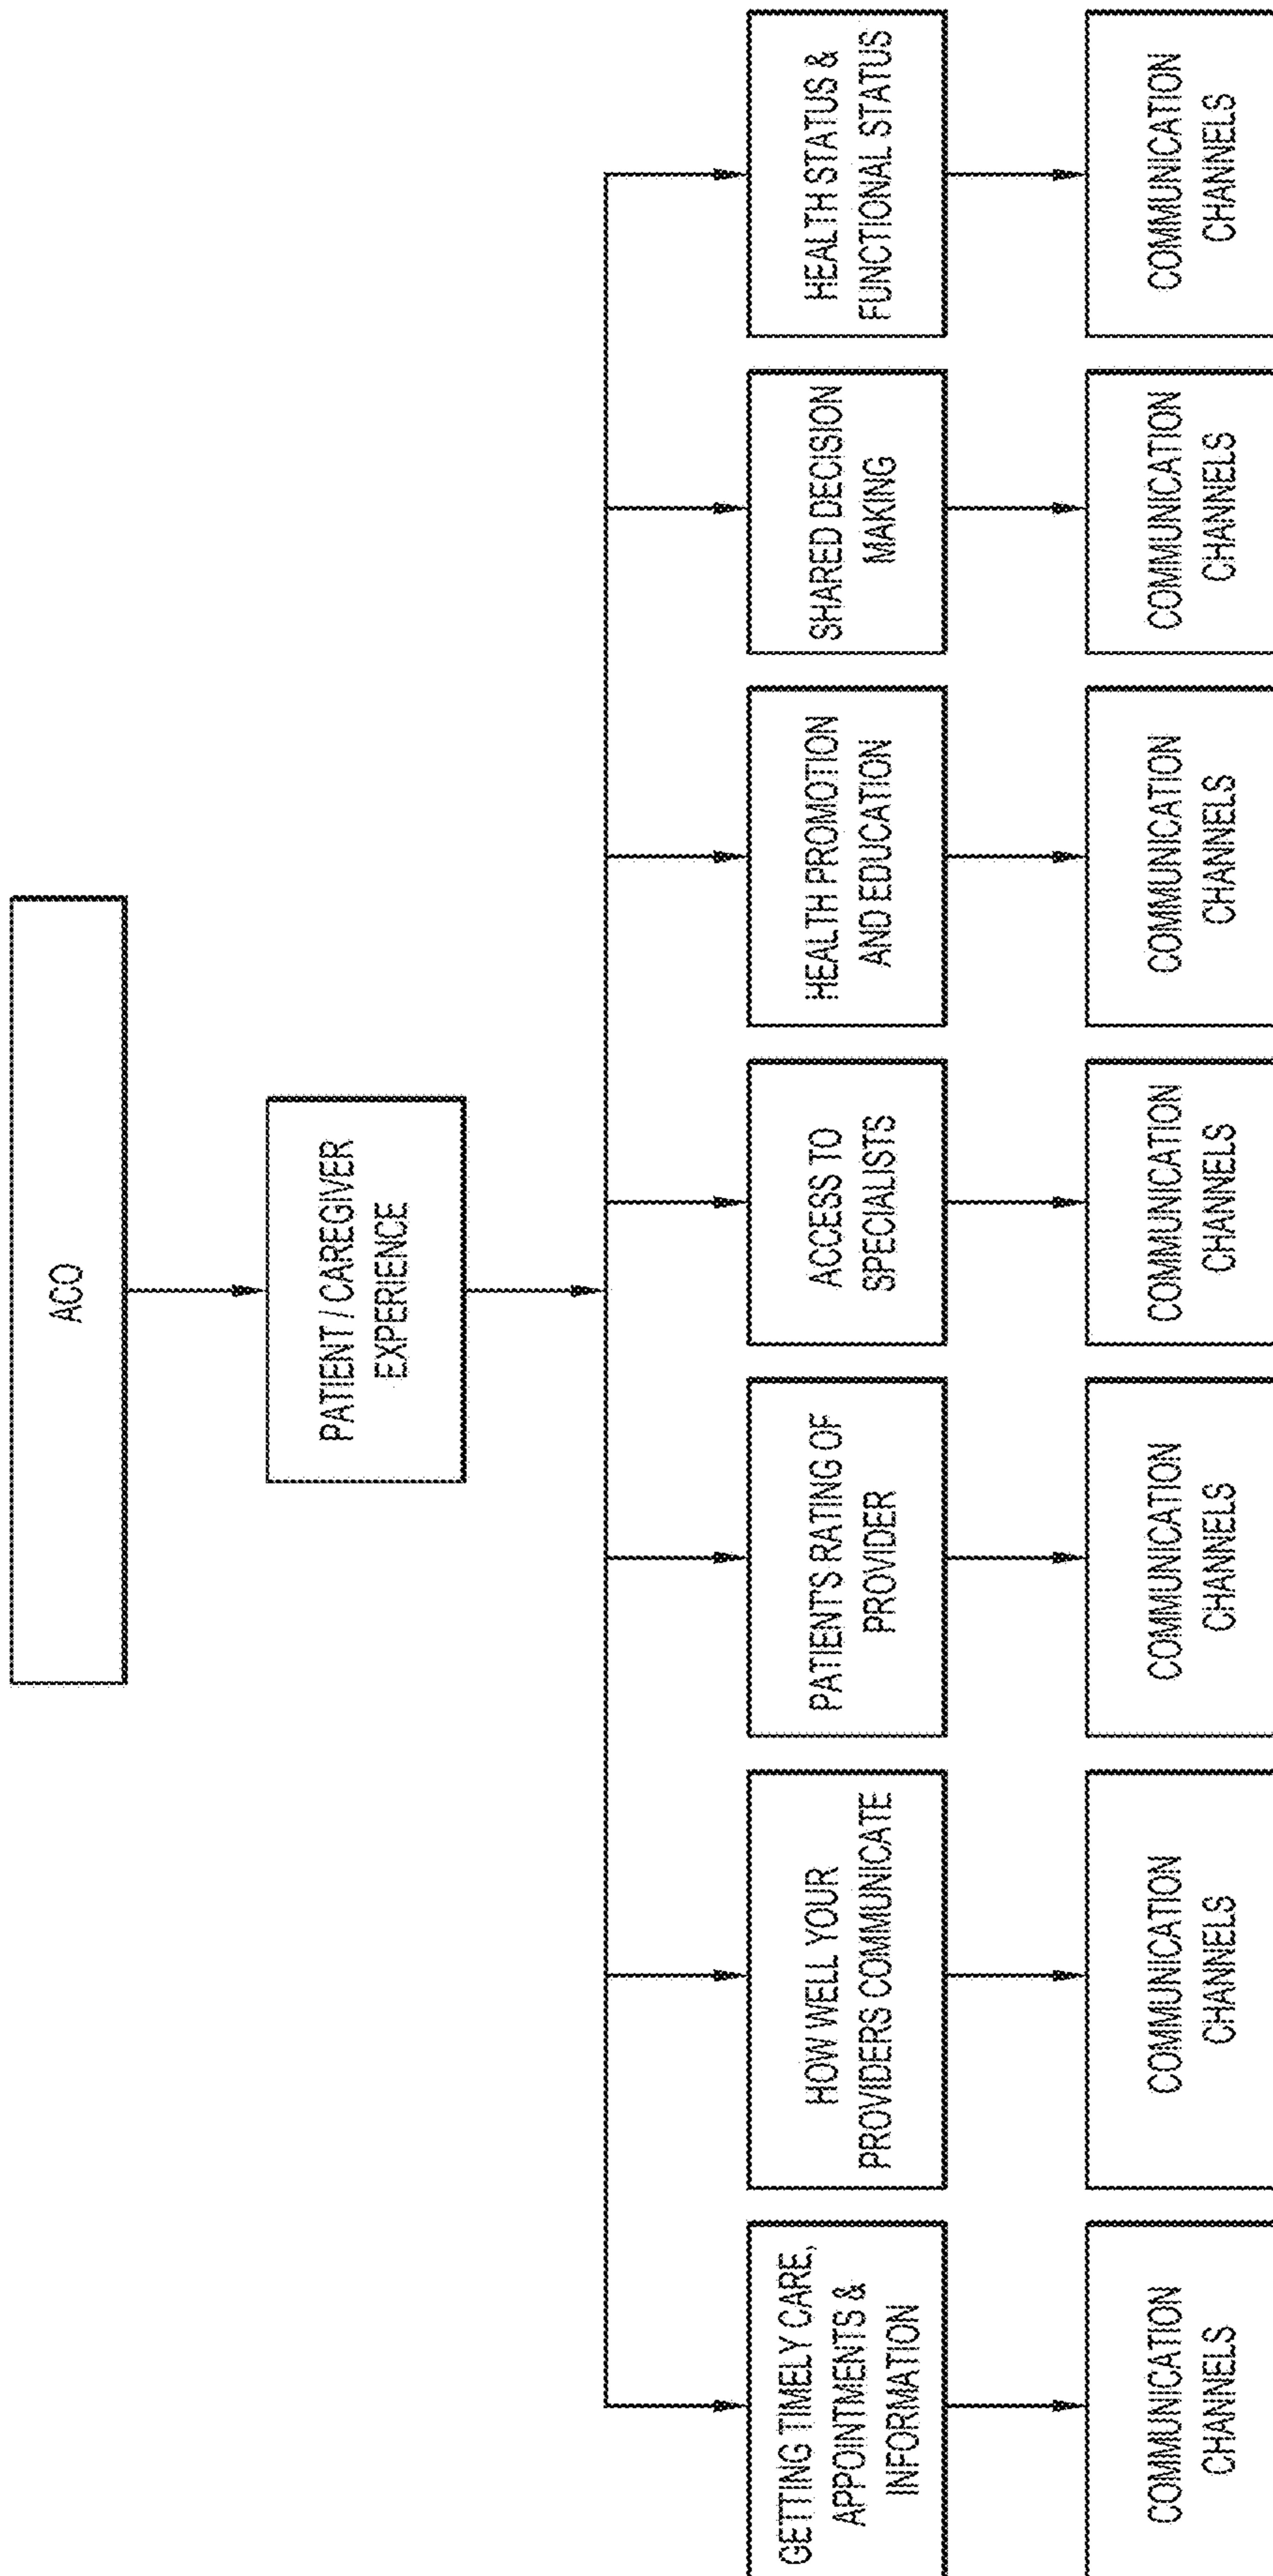 ACO
PATIENT / CAREGIVER
EXPERIENCE
GETTING TIMELY CARE,
APPOINTMENTS &
INFORMATION
HOW WELL YOUR
PROVIDERS COMMUNICATE
PATIENTS RATING OF
PROVIDER
ACCESS TO
SPECIALISTS
HEALTH PROMOTION
AND EDUCATION
SHARED DECISION
MAKING
HEALTH STATUS &
FUNCTIONAL STATUS
COMMUNICATION
CHANNELS
COMMUNICATION
CHANNELS
COMMUNICATION
CHANNELS
COMMUNICATION
CHANNELS
COMMUNICATION
CHANNELS
COMMUNICATION
CHANNELS
COMMUNICATION
CHANNELS